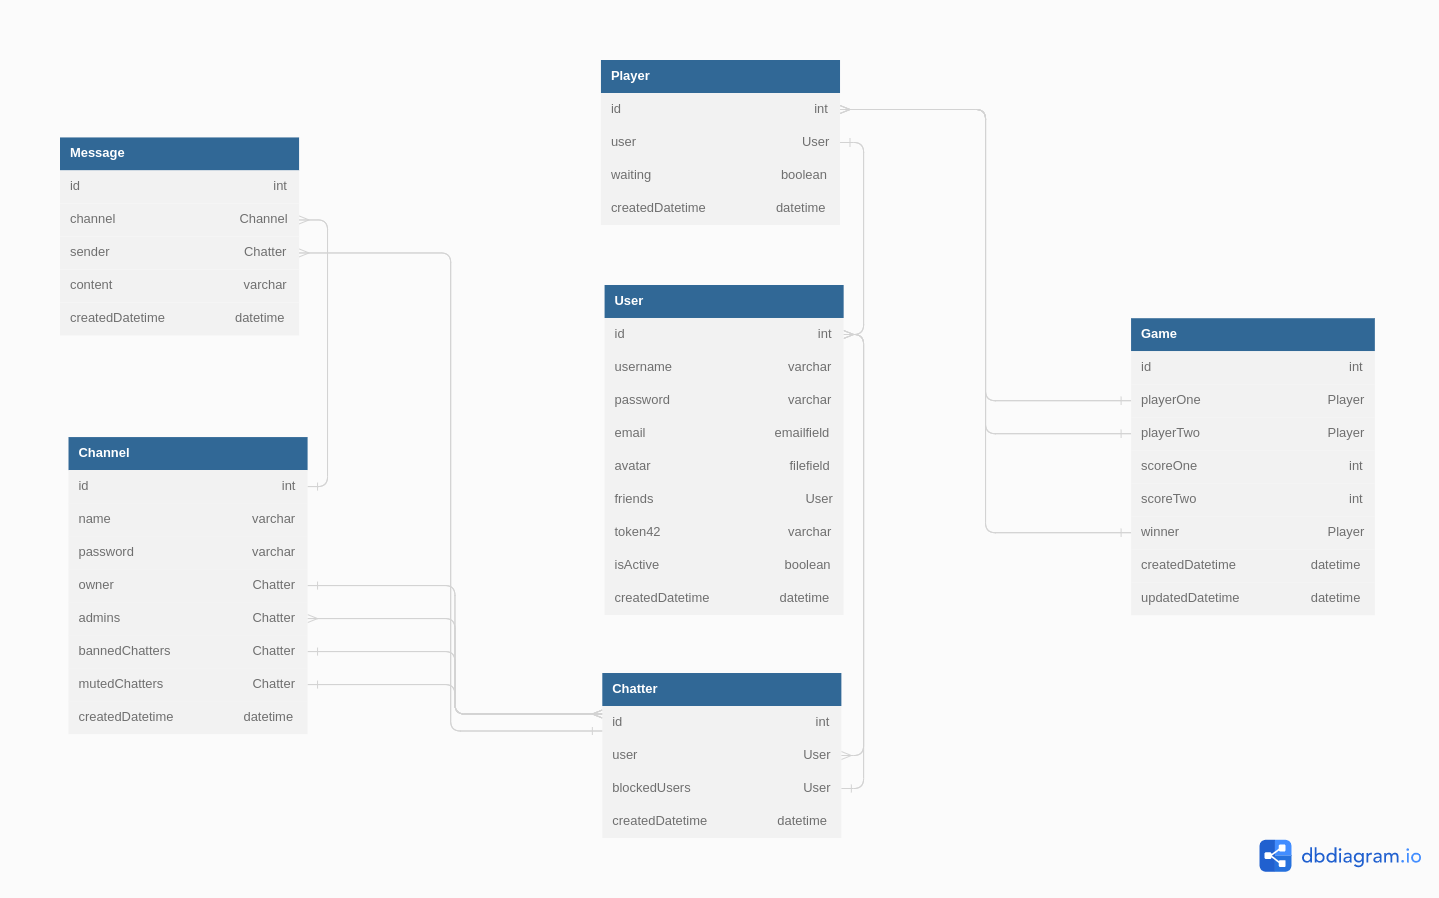 Player
id int
user User
waiting boolean
createdDatetime datetime
Message
id int
channel Channel
sender Chatter
content varchar
createdDatetime datetime
User
id int
username varchar
password varchar
email emailfield
avatar filefield
friends User
token42 varchar
isActive boolean
createdDatetime datetime
Game
id int
playerOne Player
playerTwo Player
scoreOne int
scoreTwo int
winner Player
createdDatetime datetime
updatedDatetime datetime
Channel
id int
name varchar
password varchar
owner Chatter
admins Chatter
bannedChatters Chatter
mutedChatters Chatter
createdDatetime datetime
Chatter
id int
user User
blockedUsers User
createdDatetime datetime
dbdiagram.io